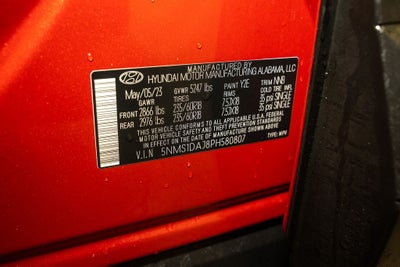 MANUFACTURED BY
HYUNDAI MOTOR MANUFACTURING ALABAMA, LLC
May/05/23 GVWR 5247 lbs PAINT Y2E TRIM NNB
GAWR TIRES RIMS COLD TIRE INFL
FRONT 2866 lbs 235/60R18 7.5JX18 35 psi SINGLE
REAR 2976 lbs 235/60R18 7.5JX18 35 psi SINGLE
THIS VEHICLE CONFORMS TO ALL APPLICABLE FEDERAL
MOTOR VEHICLE SAFETY AND THEFT PREVENTION STANDARDS
IN EFFECT ON THE DATE OF MANUFACTURE SHOWN ABOVE.
V.I.N 5NMS1DAJ8PH580807 TYPE: MPV